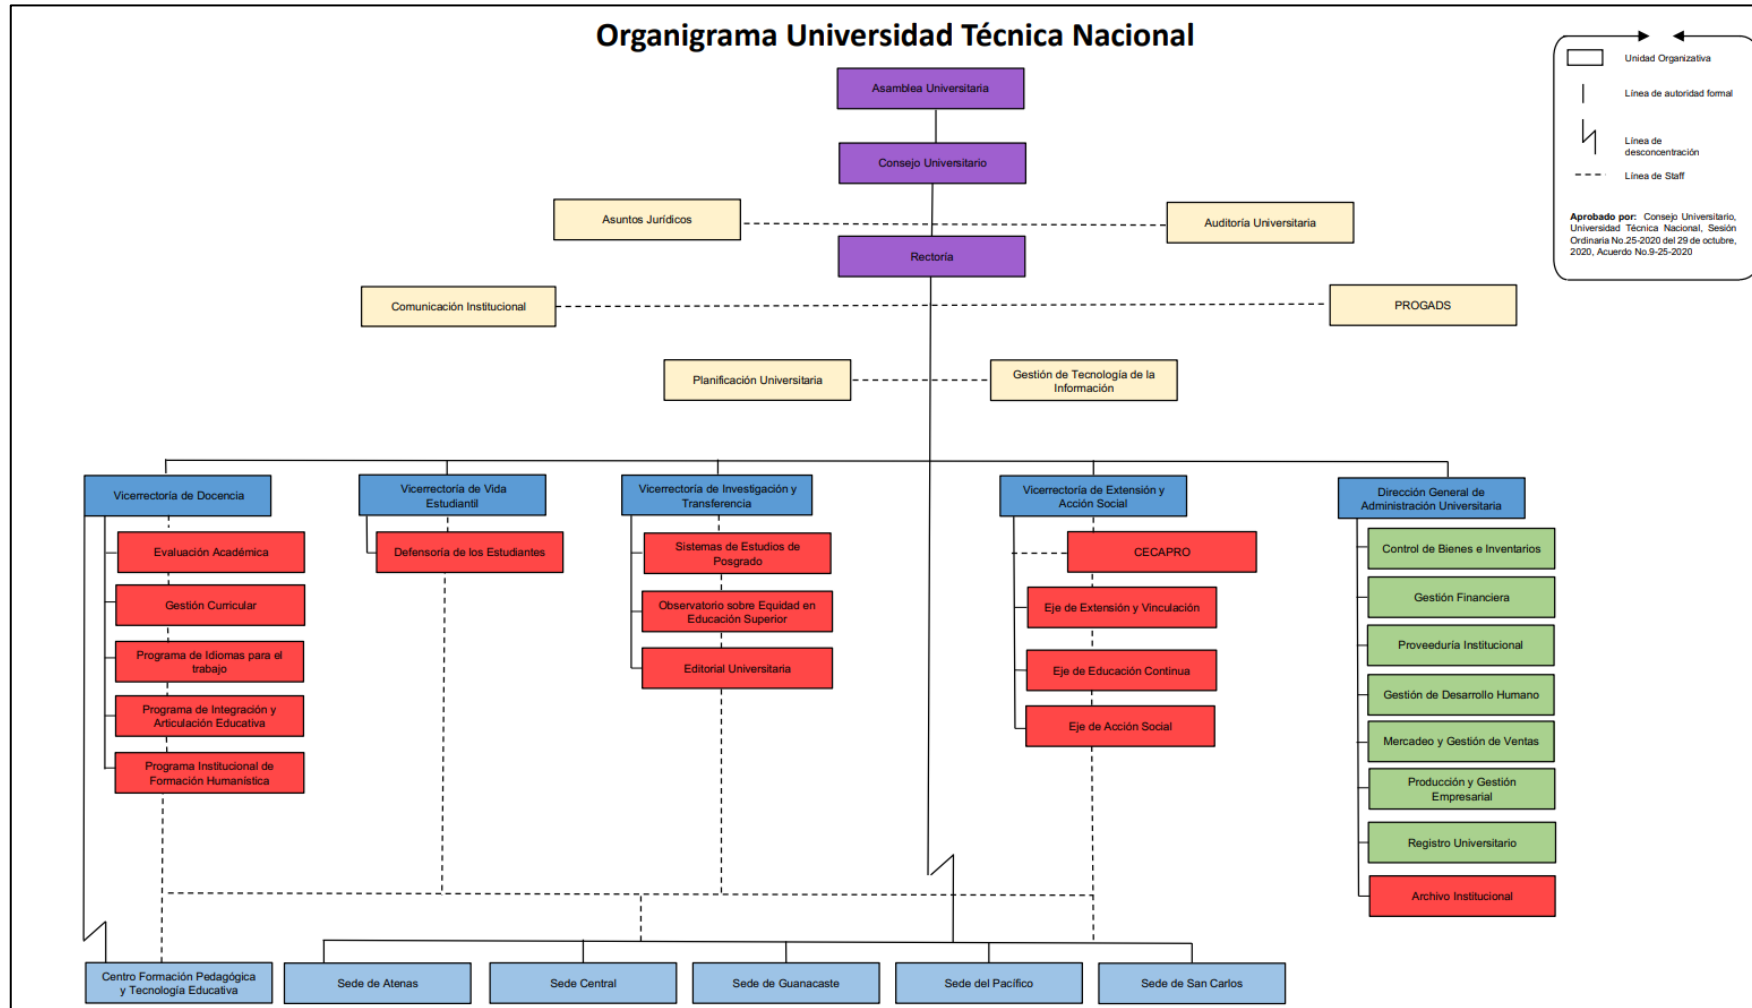 Organigrama Universidad Técnica Nacional
Unidad Organizativa
Línea de autoridad formal
Línea de
desconcentración
Línea de Staff
Aprobado por: Consejo Universitario,
Universidad Técnica Nacional, Sesión
Ordinaria No.25-2020 del 29 de octubre,
2020, Acuerdo No.9-25-2020
Asamblea Universitaria
Consejo Universitario
Asuntos Jurídicos
Auditoría Universitaria
Rectoría
Comunicación Institucional
PROGADS
Planificación Universitaria
Gestión de Tecnología de la
Información
Vicerrectoría de Docencia
Evaluación Académica
Gestión Curricular
Programa de Idiomas para el
trabajo
Programa de Integración y
Articulación Educativa
Programa Institucional de
Formación Humanística
Vicerrectoría de Vida
Estudiantil
Defensoría de los Estudiantes
Vicerrectoría de Investigación y
Transferencia
Sistemas de Estudios de
Posgrado
Observatorio sobre Equidad en
Educación Superior
Editorial Universitaria
Vicerrectoría de Extensión y
Acción Social
CECAPRO
Eje de Extensión y Vinculación
Eje de Educación Continua
Eje de Acción Social
Dirección General de
Administración Universitaria
Control de Bienes e Inventarios
Gestión Financiera
Proveeduría Institucional
Gestión de Desarrollo Humano
Mercadeo y Gestión de Ventas
Producción y Gestión
Empresarial
Registro Universitario
Archivo Institucional
Centro Formación Pedagógica
y Tecnología Educativa
Sede de Atenas
Sede Central
Sede de Guanacaste
Sede del Pacífico
Sede de San Carlos